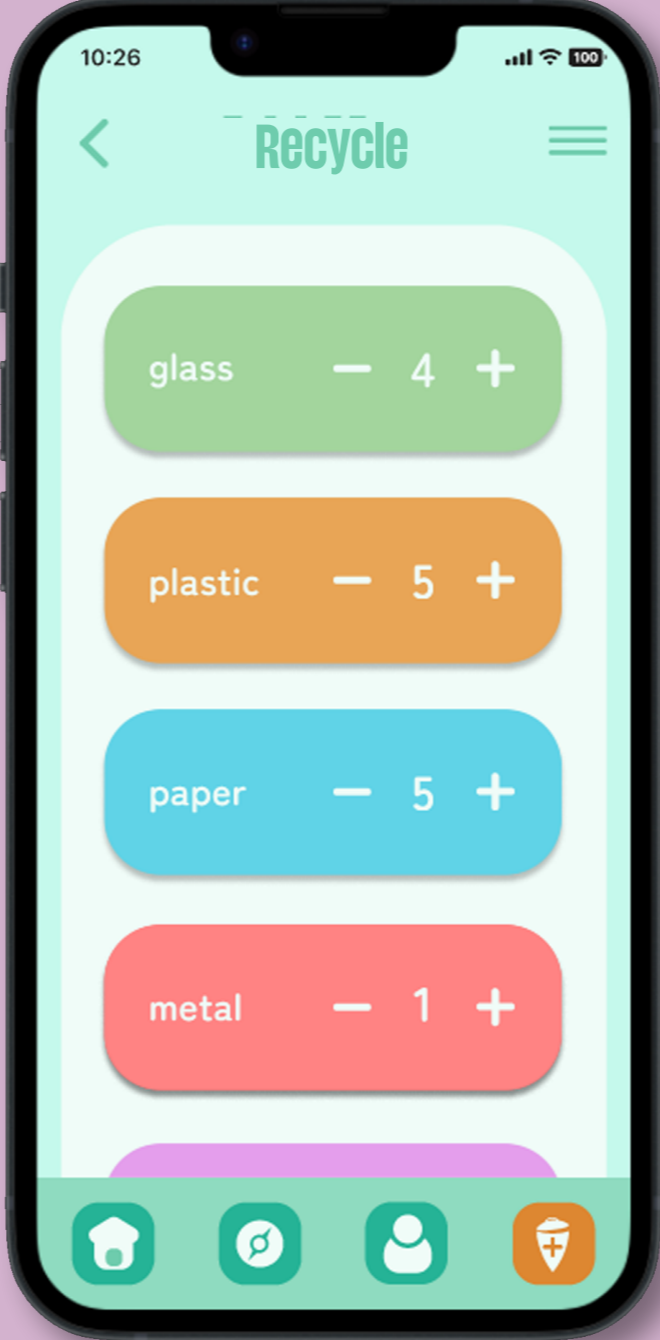 10:26
100
Recycle
glass − 4 +
plastic − 5 +
paper − 5 +
metal − 1 +